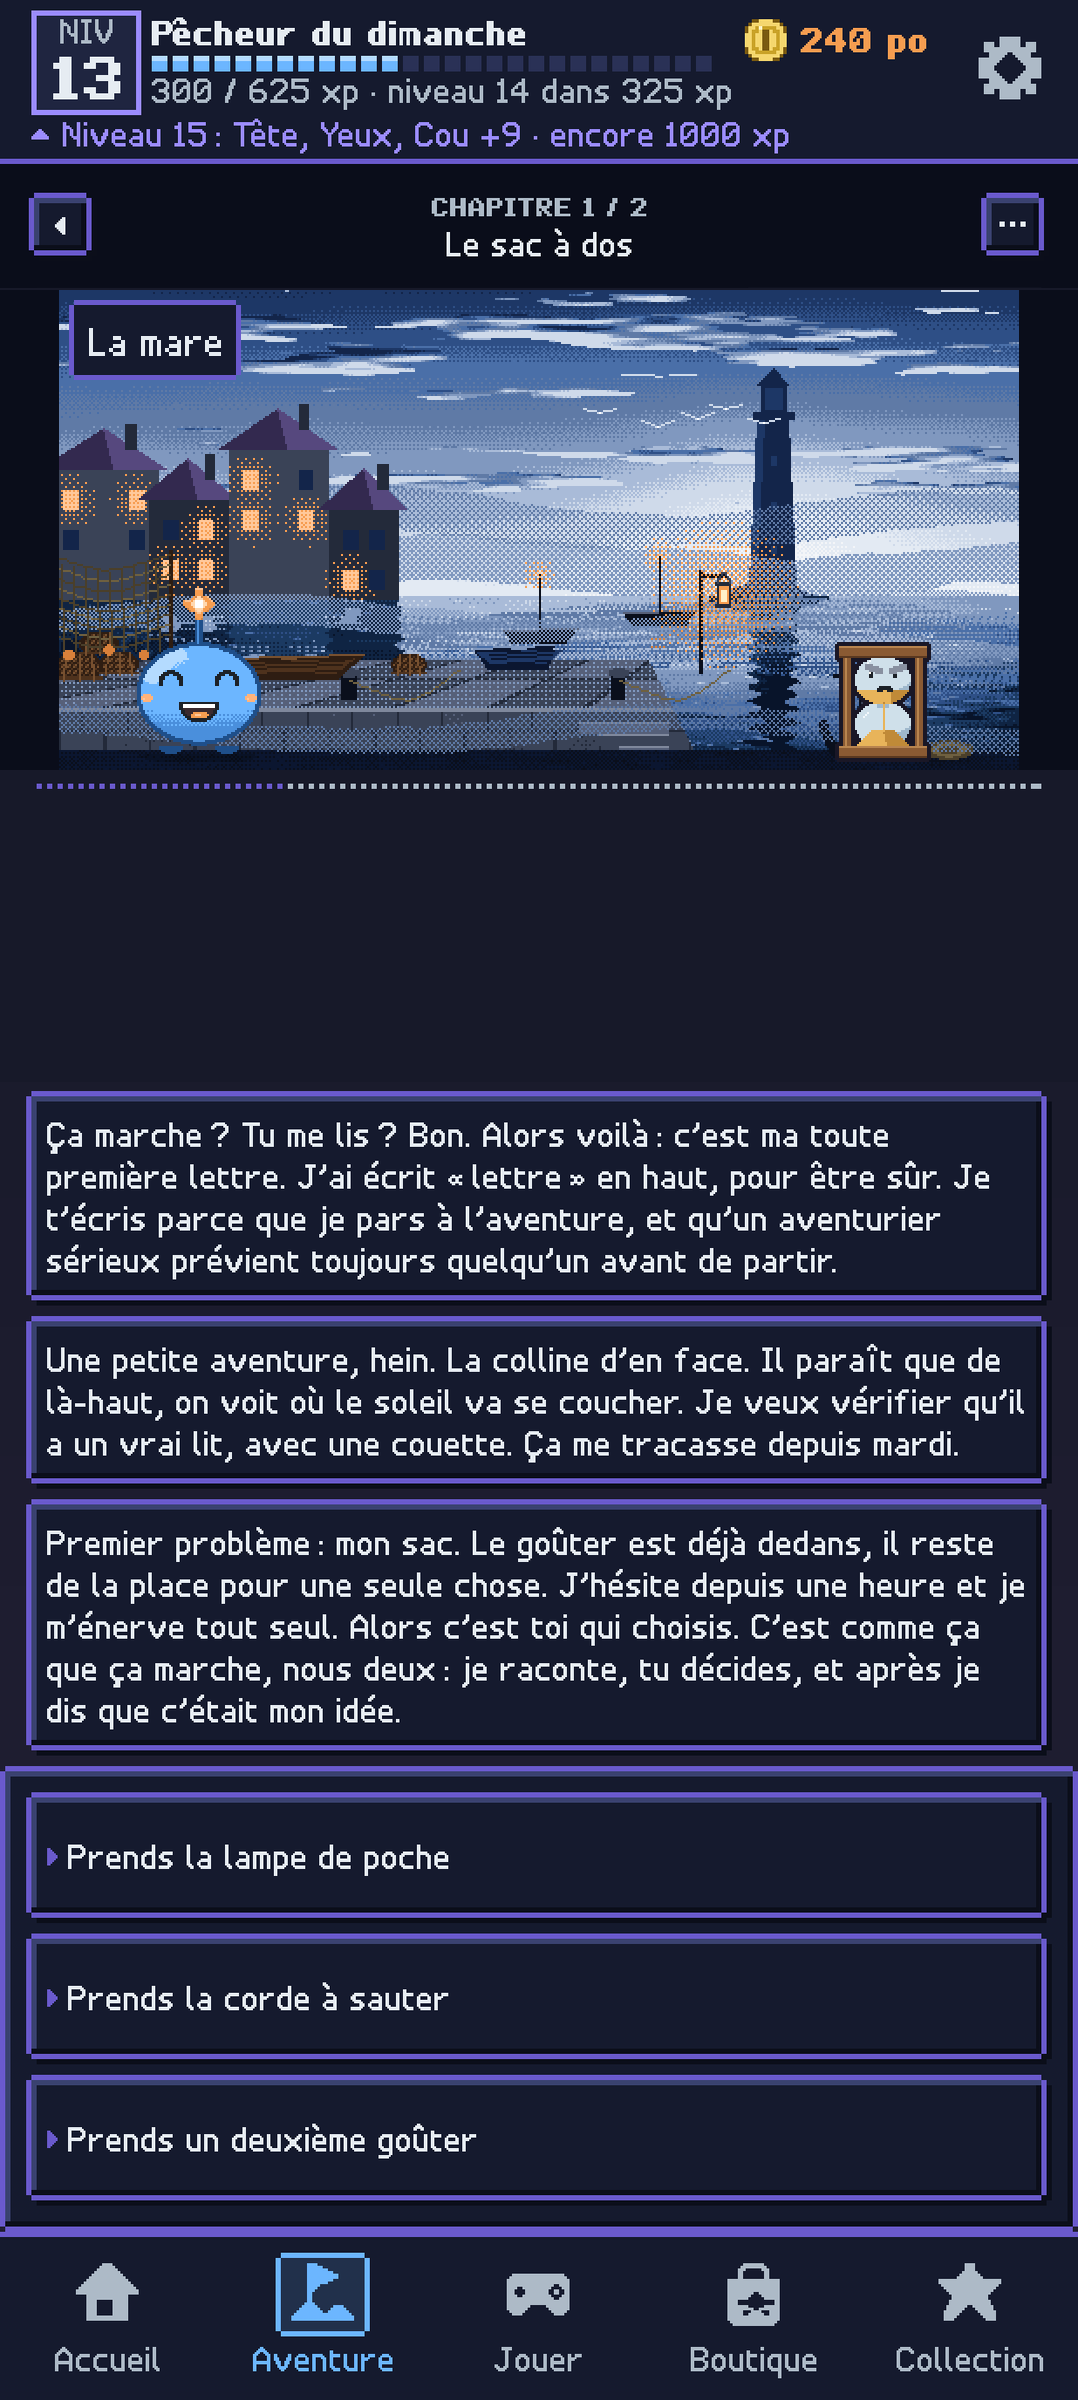 NIV
13
Pêcheur du dimanche
240 po
300 / 625 xp · niveau 14 dans 325 xp
Niveau 15 : Tête, Yeux, Cou +9 · encore 1000 xp
CHAPITRE 1 / 2
Le sac à dos
La mare
Ça marche ? Tu me lis ? Bon. Alors voilà : c'est ma toute
première lettre. J'ai écrit « lettre » en haut, pour être sûr. Je
t'écris parce que je pars à l'aventure, et qu'un aventurier
sérieux prévient toujours quelqu'un avant de partir.
Une petite aventure, hein. La colline d'en face. Il paraît que de
là-haut, on voit où le soleil va se coucher. Je veux vérifier qu'il
a un vrai lit, avec une couette. Ça me tracasse depuis mardi.
Premier problème : mon sac. Le goûter est déjà dedans, il reste
de la place pour une seule chose. J'hésite depuis une heure et je
m'énerve tout seul. Alors c'est toi qui choisis. C'est comme ça
que ça marche, nous deux : je raconte, tu décides, et après je
dis que c'était mon idée.
Prends la lampe de poche
Prends la corde à sauter
Prends un deuxième goûter
Accueil
Aventure
Jouer
Boutique
Collection